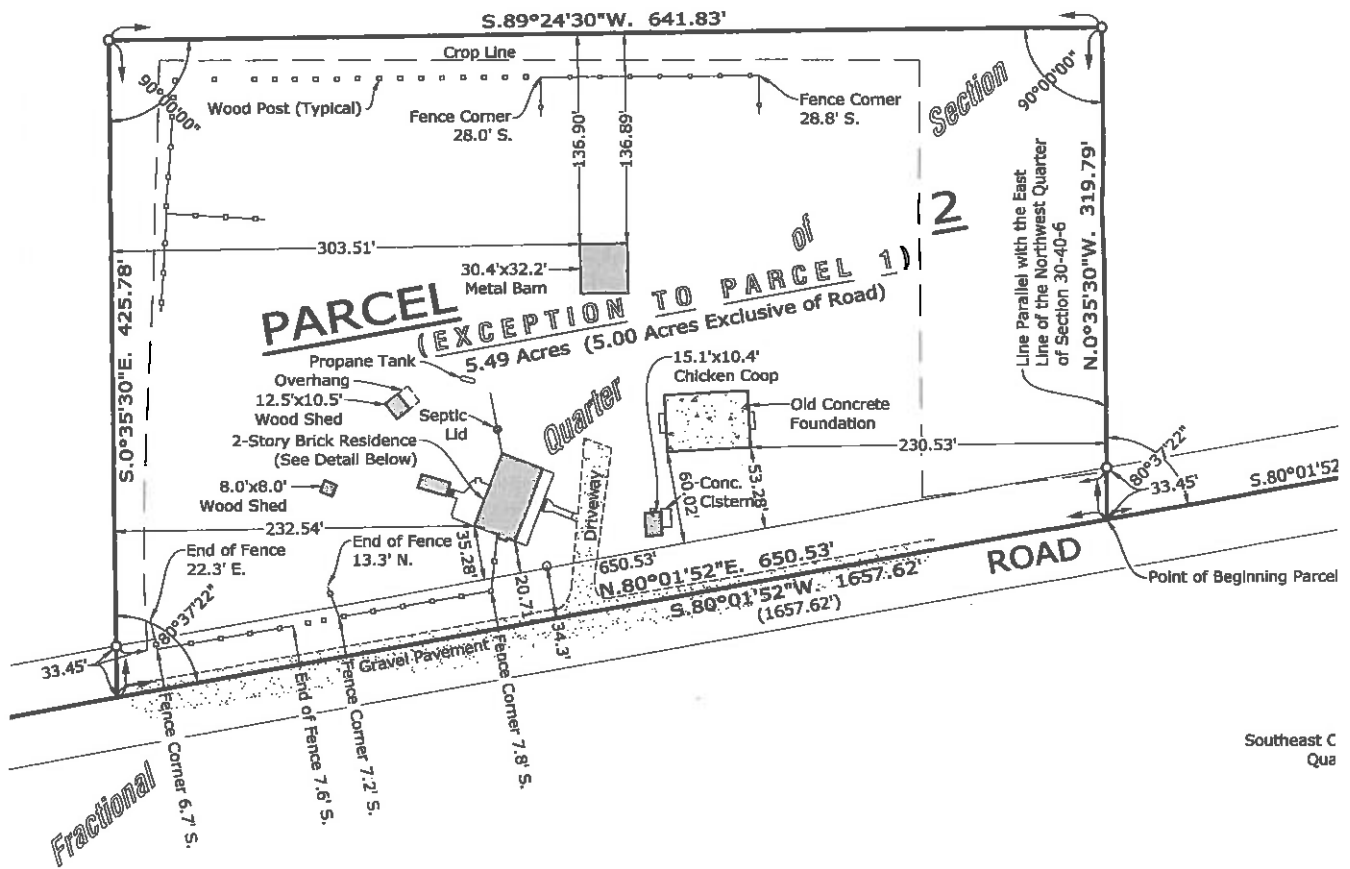 S.89°24'30"W. 641.83'
Crop Line
90°00'00"
90°00'00"
Wood Post (Typical)
Fence Corner
28.0' S.
136.90'
136.89'
Fence Corner
28.8' S.
Section
2
Line Parallel with the East
Line of the Northwest Quarter
of Section 30-40-6
N.0°35'30"W. 319.79'
S.0°35'30"E. 425.78'
303.51'
30.4'x32.2'
Metal Barn
of
PARCEL
(EXCEPTION TO PARCEL 1)
5.49 Acres (5.00 Acres Exclusive of Road)
Propane Tank
Overhang
12.5'x10.5'
Wood Shed
Septic
Lid
Quarter
15.1'x10.4'
Chicken Coop
Old Concrete
Foundation
2-Story Brick Residence
(See Detail Below)
230.53'
80°37'22"
33.45'
S.80°01'52
8.0'x8.0'
Wood Shed
Conc.
Cistern
60.02'
53.28'
Driveway
232.54'
End of Fence
22.3' E.
End of Fence
13.3' N.
35.28'
20.71
34.3'
650.53'
N.80°01'52"E. 650.53'
S.80°01'52"W. 1657.62'
(1657.62')
ROAD
Point of Beginning Parcel
80°37'22"
33.45'
Gravel Pavement
Fence Corner 6.7' S.
End of Fence 7.6' S.
Fence Corner 7.2' S.
Fence Corner 7.8' S.
Fractional
Southeast C
Qua